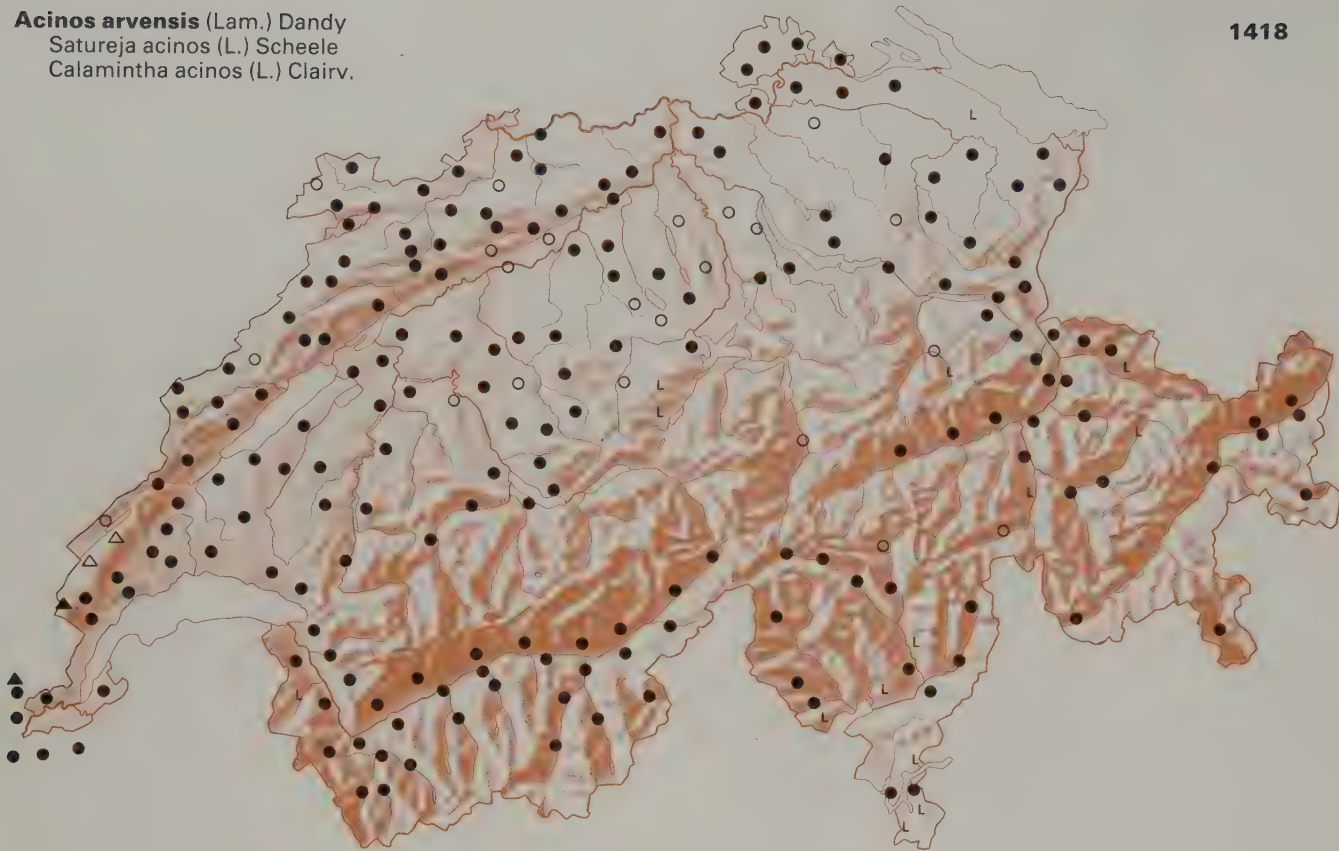 Acinos arvensis (Lam.) Dandy
Satureja acinos (L.) Scheele
Calamintha acinos (L.) Clairv.
1418
L
L
L
L
L
L
L
L
L
L
L
L
L
L